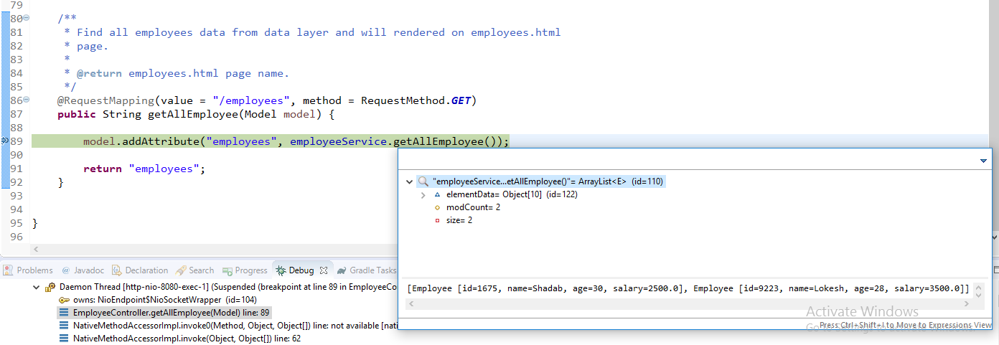 79
80 /**
81 * Find all employees data from data layer and will rendered on employees.html
82 * page.
83 *
84 * @return employees.html page name.
85 */
86 @RequestMapping(value = "/employees", method = RequestMethod.GET)
87 public String getAllEmployee(Model model) {
88
89 model.addAttribute("employees", employeeService.getAllEmployee());
90
91 return "employees";
92 }
93
94
95 }
96
"employeeService...etAllEmployee()"= ArrayList<E> (id=110)
elementData= Object[10] (id=122)
modCount= 2
size= 2
[Employee [id=1675, name=Shadab, age=30, salary=2500.0], Employee [id=9223, name=Lokesh, age=28, salary=3500.0]]
Activate Windows
Press Ctrl+Shift+I to Move to Expressions View
Problems @ Javadoc Declaration Search Progress Debug Gradle Tasks
Daemon Thread [http-nio-8080-exec-1] (Suspended (breakpoint at line 89 in EmployeeCo
owns: NioEndpoint$NioSocketWrapper (id=104)
EmployeeController.getAllEmployee(Model) line: 89
NativeMethodAccessorImpl.invoke0(Method, Object, Object[]) line: not available [nati
NativeMethodAccessorImpl.invoke(Object, Object[]) line: 62